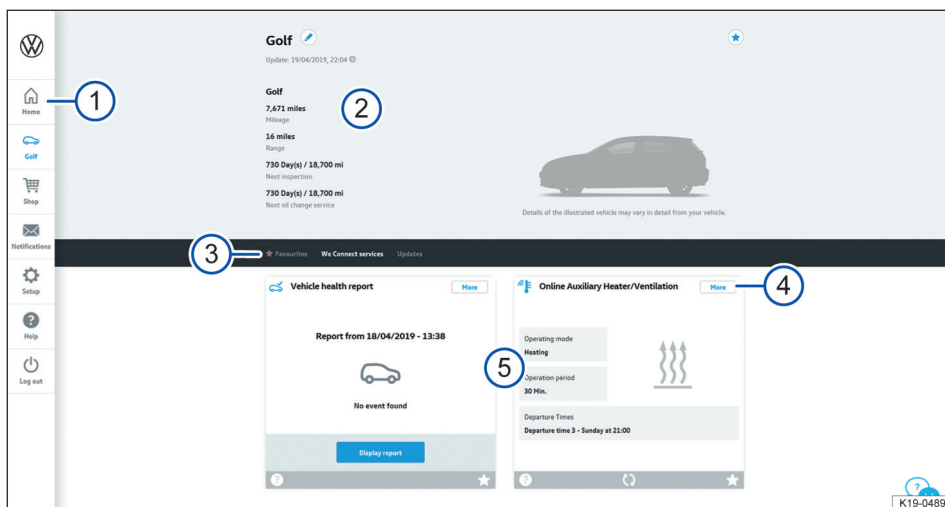 Home
Golf
Shop
Notifications
Setup
Help
Log out
1
Golf
Update: 19/04/2019, 22:04
Golf
7,671 miles
Mileage
16 miles
Range
730 Day(s) / 18,700 mi
Next inspection
730 Day(s) / 18,700 mi
Next oil change service
2
Details of the illustrated vehicle may vary in detail from your vehicle.
3
Favourites We Connect services Updates
Vehicle health report More
Report from 18/04/2019 - 13:38
No event found
Display report
?
Online Auxiliary Heater/Ventilation More
4
Operating mode
Heating
5
Operation period
30 Min.
Departure Times
Departure time 3 - Sunday at 21:00
?
?
K19-0489